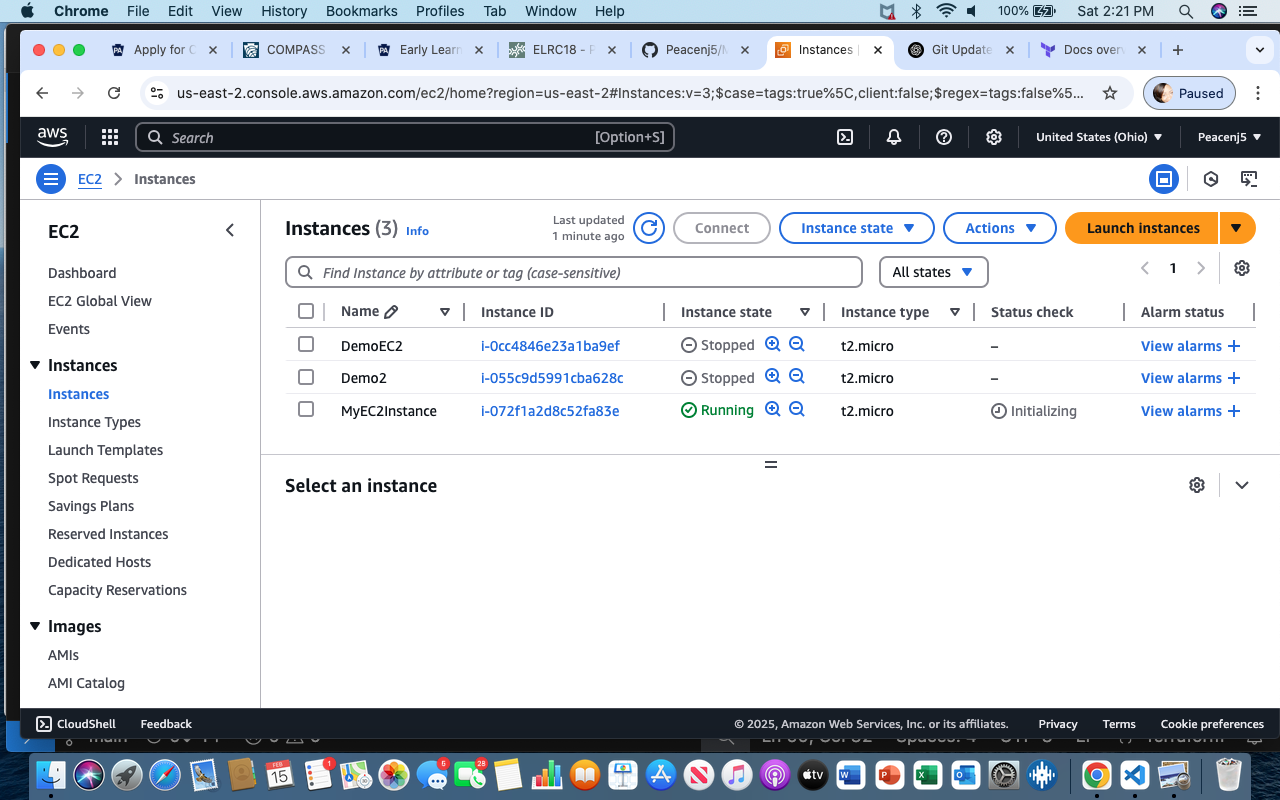 Chrome File Edit View History Bookmarks Profiles Tab Window Help 100% Sat 2:21 PM
Apply for C COMPASS Early Learn ELRC18 - P Peacenj5/M Instances | Git Update Docs over
us-east-2.console.aws.amazon.com/ec2/home?region=us-east-2#Instances:v=3;$case=tags:true%5C,client:false;$regex=tags:false%5... Paused
aws Search [Option+S] United States (Ohio) Peacenj5
EC2 Instances
EC2
Dashboard
EC2 Global View
Events
Instances
Instances
Instance Types
Launch Templates
Spot Requests
Savings Plans
Reserved Instances
Dedicated Hosts
Capacity Reservations
Images
AMIs
AMI Catalog
Instances (3) Info Last updated 1 minute ago Connect Instance state Actions Launch instances
Find Instance by attribute or tag (case-sensitive) All states 1
Name Instance ID Instance state Instance type Status check Alarm status
DemoEC2 i-0cc4846e23a1ba9ef Stopped t2.micro – View alarms +
Demo2 i-055c9d5991cba628c Stopped t2.micro – View alarms +
MyEC2Instance i-072f1a2d8c52fa83e Running t2.micro Initializing View alarms +
Select an instance
CloudShell Feedback © 2025, Amazon Web Services, Inc. or its affiliates. Privacy Terms Cookie preferences
FEB 15 1 6 28 tv